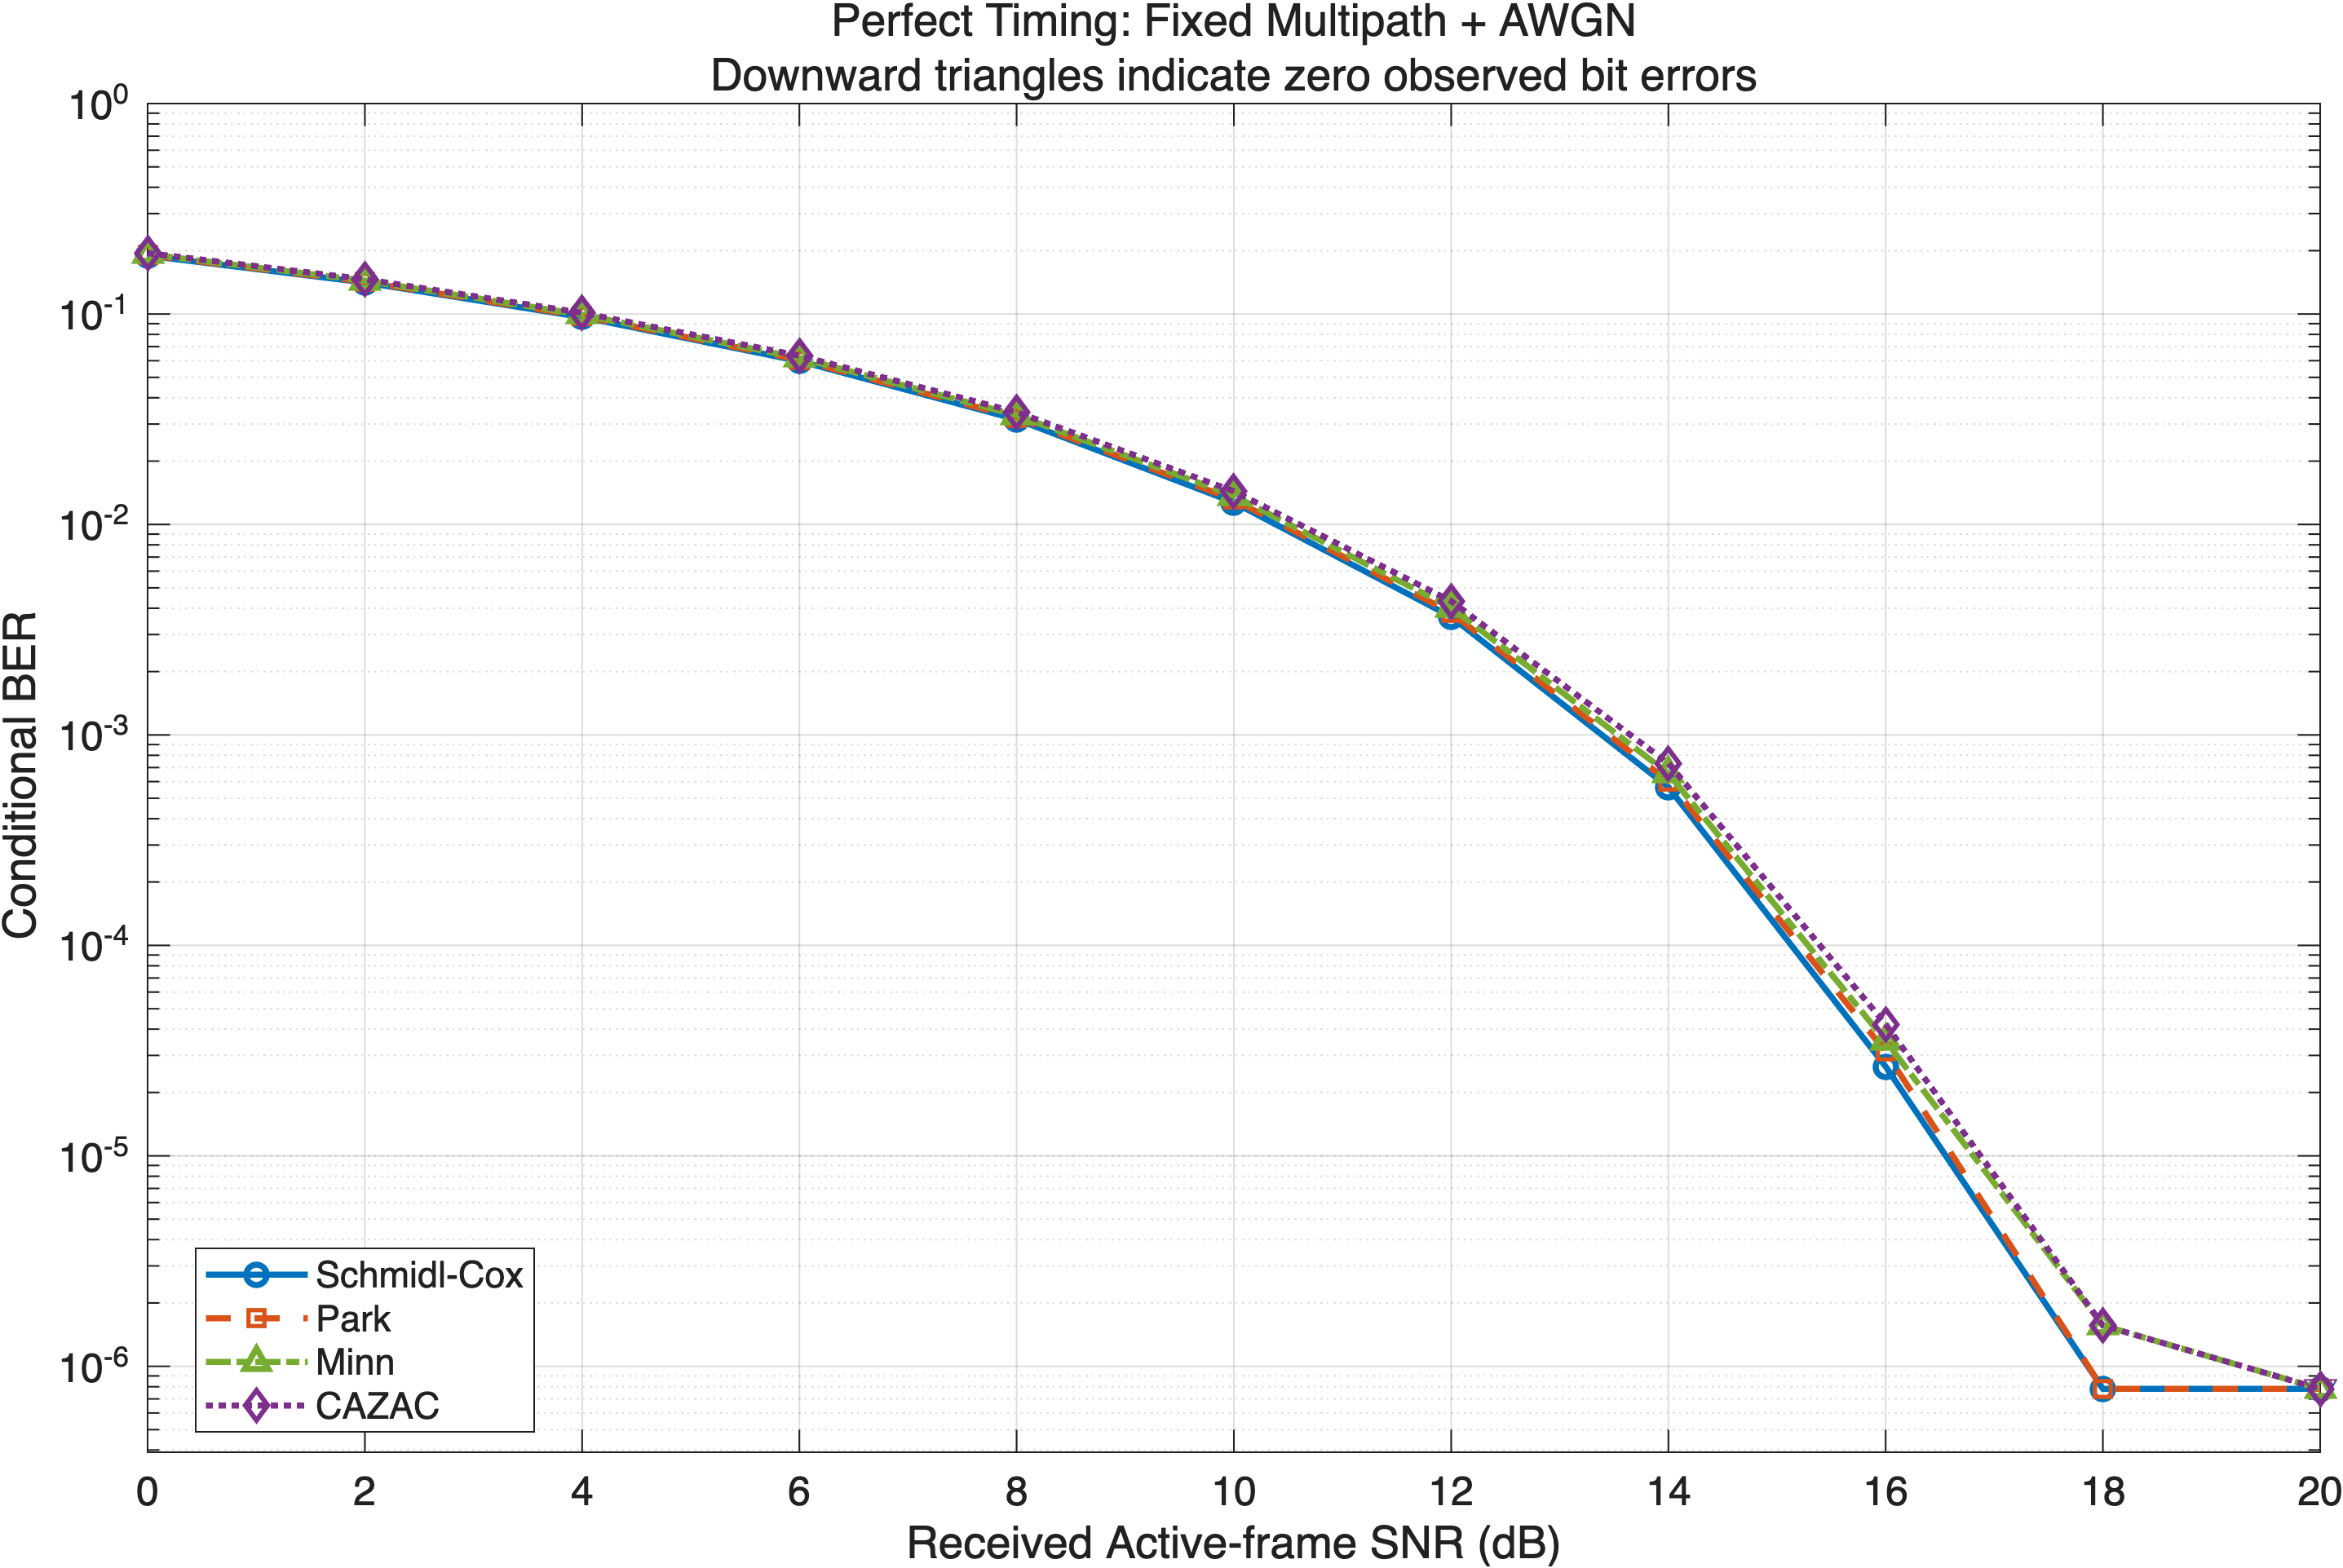 Perfect Timing: Fixed Multipath + AWGN
Downward triangles indicate zero observed bit errors
Conditional BER
10^0
10^-1
10^-2
10^-3
10^-4
10^-5
10^-6
Schmidl-Cox
Park
Minn
CAZAC
0 2 4 6 8 10 12 14 16 18 20
Received Active-frame SNR (dB)